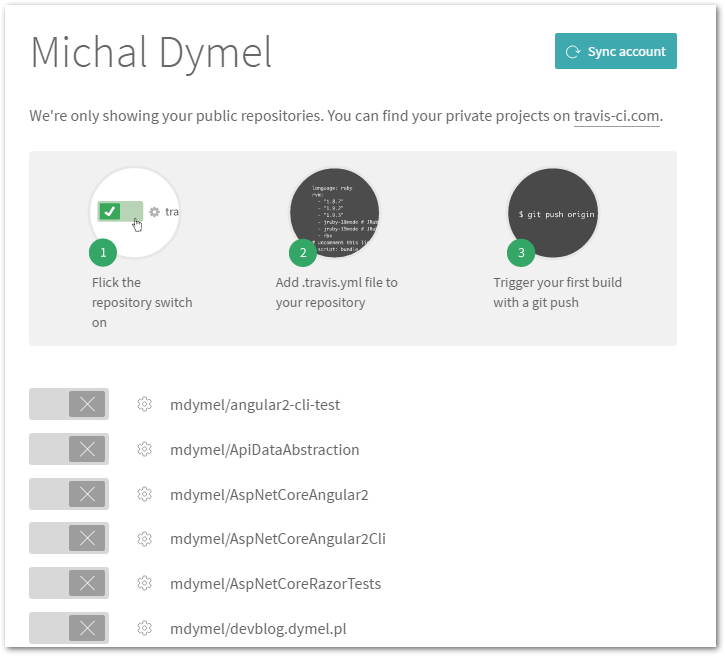 Michal Dymel
Sync account
We're only showing your public repositories. You can find your private projects on travis-ci.com.
tra
1
Flick the
repository switch
on
language: ruby
rvm:
- "1.8.7"
- "1.9.2"
- "1.9.3"
- jruby-18mode # JRub
- jruby-19mode # JRub
- rbx
# uncomment this li
script: bundle
2
Add .travis.yml file to
your repository
$ git push origin
3
Trigger your first build
with a git push
mdymel/angular2-cli-test
mdymel/ApiDataAbstraction
mdymel/AspNetCoreAngular2
mdymel/AspNetCoreAngular2Cli
mdymel/AspNetCoreRazorTests
mdymel/devblog.dymel.pl